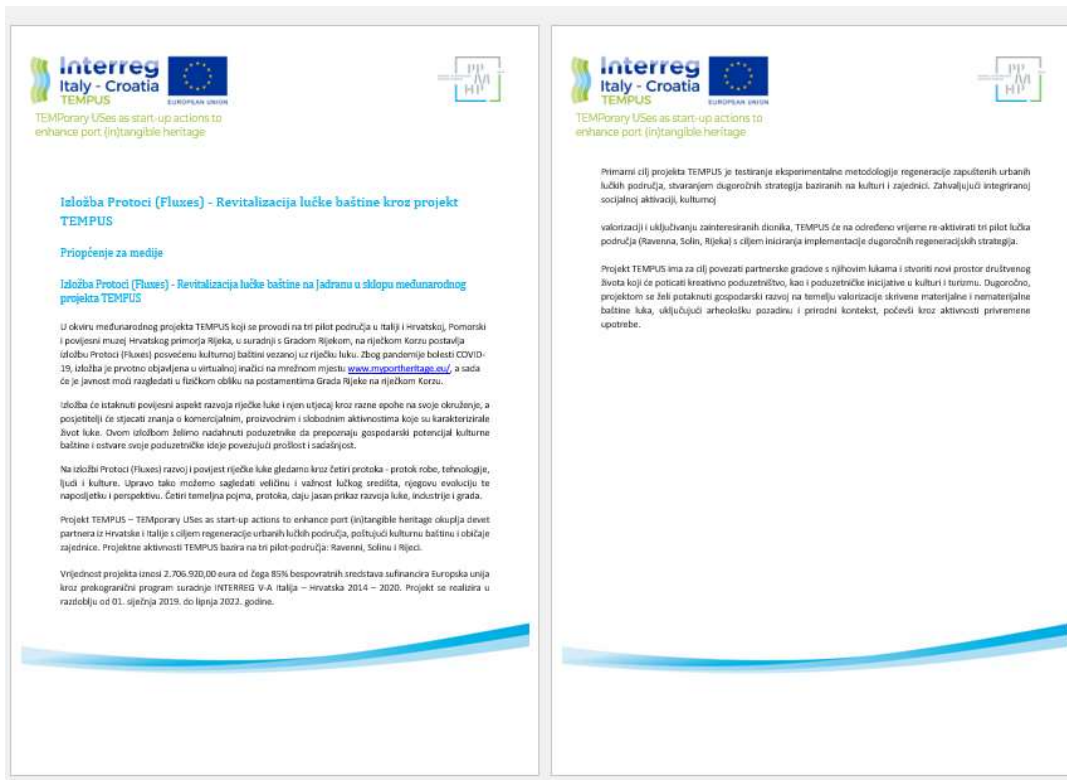 Interreg
Italy - Croatia
TEMPUS
EUROPEAN UNION
TEMPorary USes as start-up actions to
enhance port (in)tangible heritage
PP
M
HP
Izložba Protoci (Fluxes) - Revitalizacija lučke baštine kroz projekt
TEMPUS
Priopćenje za medije
Izložba Protoci (Fluxes) - Revitalizacija lučke baštine na Jadranu u sklopu međunarodnog
projekta TEMPUS
U okviru međunarodnog projekta TEMPUS koji se provodi na tri pilot područja u Italiji i Hrvatskoj, Pomorski
i povijesni muzej Hrvatskog primorja Rijeka, u suradnji s Gradom Rijekom, na riječkom Korzu postavlja
izložbu Protoci (Fluxes) posvećenu kulturnoj baštini vezanoj uz riječku luku. Zbog pandemije bolesti COVID-
19, izložba je prvotno objavljena u virtualnoj inačici na mrežnom mjestu www.myportheritage.eu/, a sada
će je javnost moći razgledati u fizičkom obliku na postamentima Grada Rijeke na riječkom Korzu.
Izložba će istaknuti povijesni aspekt razvoja riječke luke i njen utjecaj kroz razne epohe na svoje okruženje, a
posjetitelji će stjecati znanja o komercijalnim, proizvodnim i slobodnim aktivnostima koje su karakterizirale
život luke. Ovom izložbom želimo nadahnuti poduzetnike da prepoznaju gospodarski potencijal kulturne
baštine i ostvare svoje poduzetničke ideje povezujući prošlost i sadašnjost.
Na izložbi Protoci (Fluxes) razvoj i povijest riječke luke gledamo kroz četiri protoka - protok robe, tehnologije,
ljudi i kulture. Upravo tako možemo sagledati veličinu i važnost lučkog središta, njegovu evoluciju te
naposljetku i perspektivu. Četiri temeljna pojma, protoka, daju jasan prikaz razvoja luke, industrije i grada.
Projekt TEMPUS – TEMporary USes as start-up actions to enhance port (in)tangible heritage okuplja devet
partnera iz Hrvatske i Italije s ciljem regeneracije urbanih lučkih područja, poštujući kulturnu baštinu i običaje
zajednice. Projektne aktivnosti TEMPUS bazira na tri pilot-područja: Ravenni, Solinu i Rijeci.
Vrijednost projekta iznosi 2.706.920,00 eura od čega 85% bespovratnih sredstava sufinancira Europska unija
kroz prekogranični program suradnje INTERREG V-A Italija – Hrvatska 2014 – 2020. Projekt se realizira u
razdoblju od 01. siječnja 2019. do lipnja 2022. godine.
Interreg
Italy - Croatia
TEMPUS
EUROPEAN UNION
TEMPorary USes as start-up actions to
enhance port (in)tangible heritage
PP
M
HP
Primarni cilj projekta TEMPUS je testiranje eksperimentalne metodologije regeneracije zapuštenih urbanih
lučkih područja, stvaranjem dugoročnih strategija baziranih na kulturi i zajednici. Zahvaljujući integriranoj
socijalnoj aktivaciji, kulturnoj
valorizaciji i uključivanju zainteresiranih dionika, TEMPUS će na određeno vrijeme re-aktivirati tri pilot lučka
područja (Ravenna, Solin, Rijeka) s ciljem iniciranja implementacije dugoročnih regeneracijskih strategija.
Projekt TEMPUS ima za cilj povezati partnerske gradove s njihovim lukama i stvoriti novi prostor društvenog
života koji će poticati kreativno poduzetništvo, kao i poduzetničke inicijative u kulturi i turizmu. Dugoročno,
projektom se želi potaknuti gospodarski razvoj na temelju valorizacije skrivene materijalne i nematerijalne
baštine luka, uključujući arheološku pozadinu i prirodni kontekst, počevši kroz aktivnosti privremene
upotrebe.